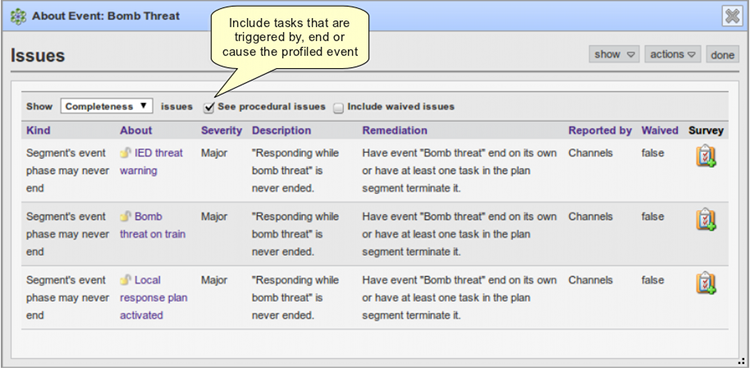 About Event: Bomb Threat
Include tasks that are
triggered by, end or
cause the profiled event
Issues
show actions done
Show Completeness issues See procedural issues Include waived issues
Kind About Severity Description Remediation Reported by Waived Survey
Segment's event IED threat Major "Responding while Have event "Bomb threat" end on its own Channels false
phase may never warning bomb threat" is or have at least one task in the plan
end never ended. segment terminate it.
Segment's event Bomb Major "Responding while Have event "Bomb threat" end on its own Channels false
phase may never threat on train bomb threat" is or have at least one task in the plan
end never ended. segment terminate it.
Segment's event Local Major "Responding while Have event "Bomb threat" end on its own Channels false
phase may never response plan bomb threat" is or have at least one task in the plan
end activated never ended. segment terminate it.